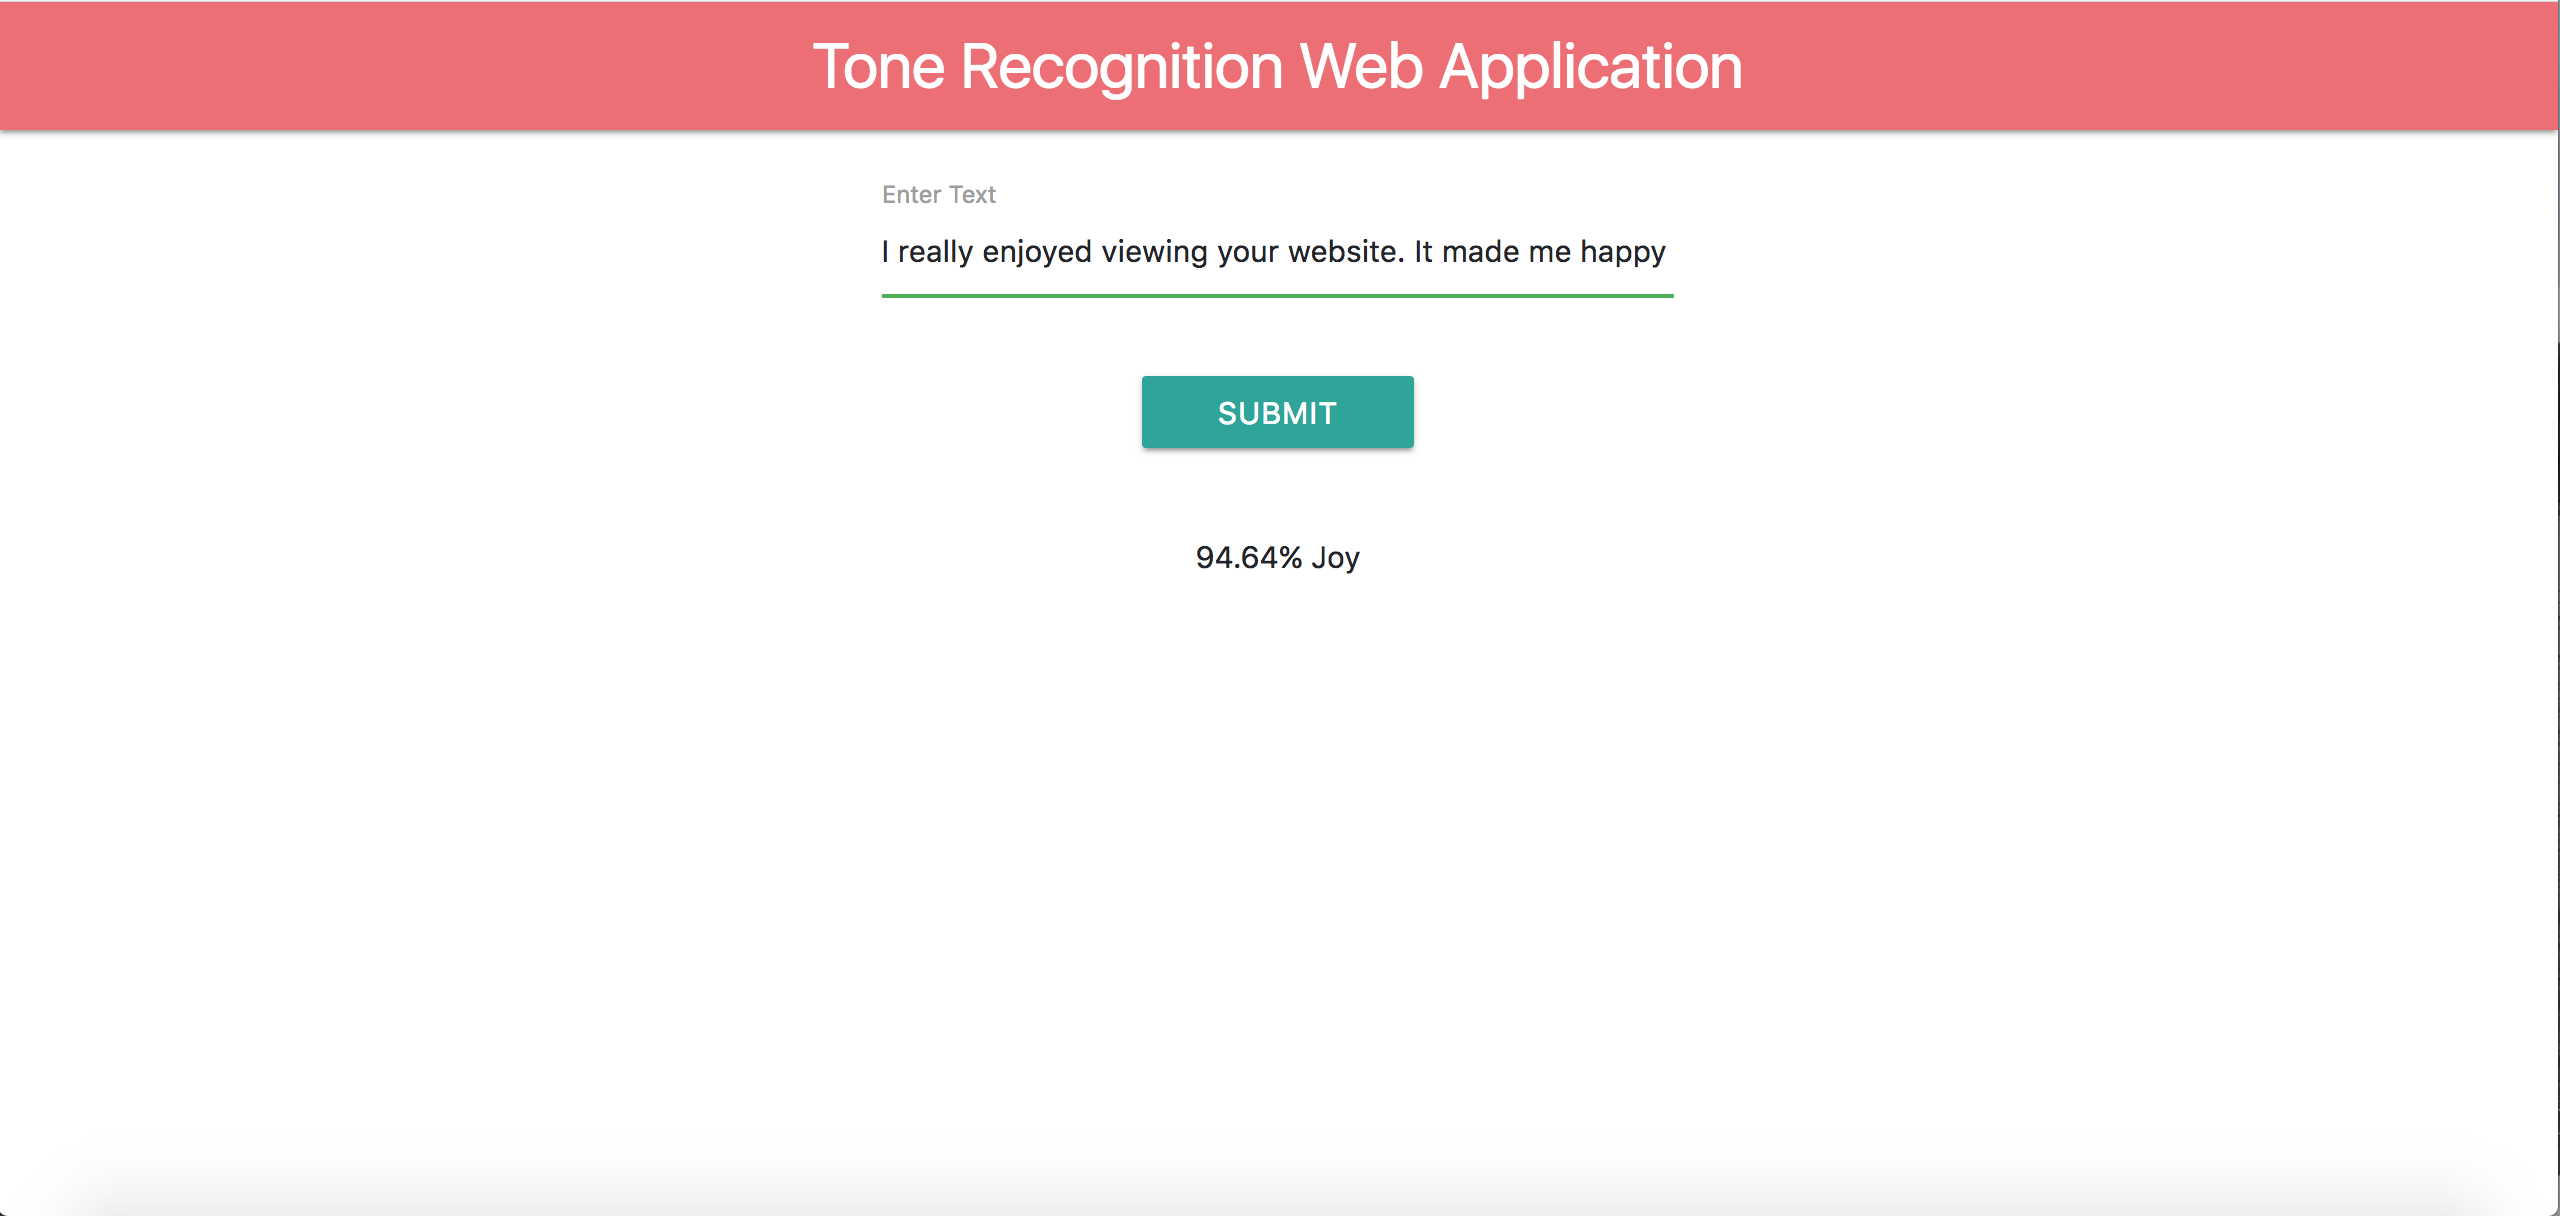 Tone Recognition Web Application
Enter Text
I really enjoyed viewing your website. It made me happy
SUBMIT
94.64% Joy